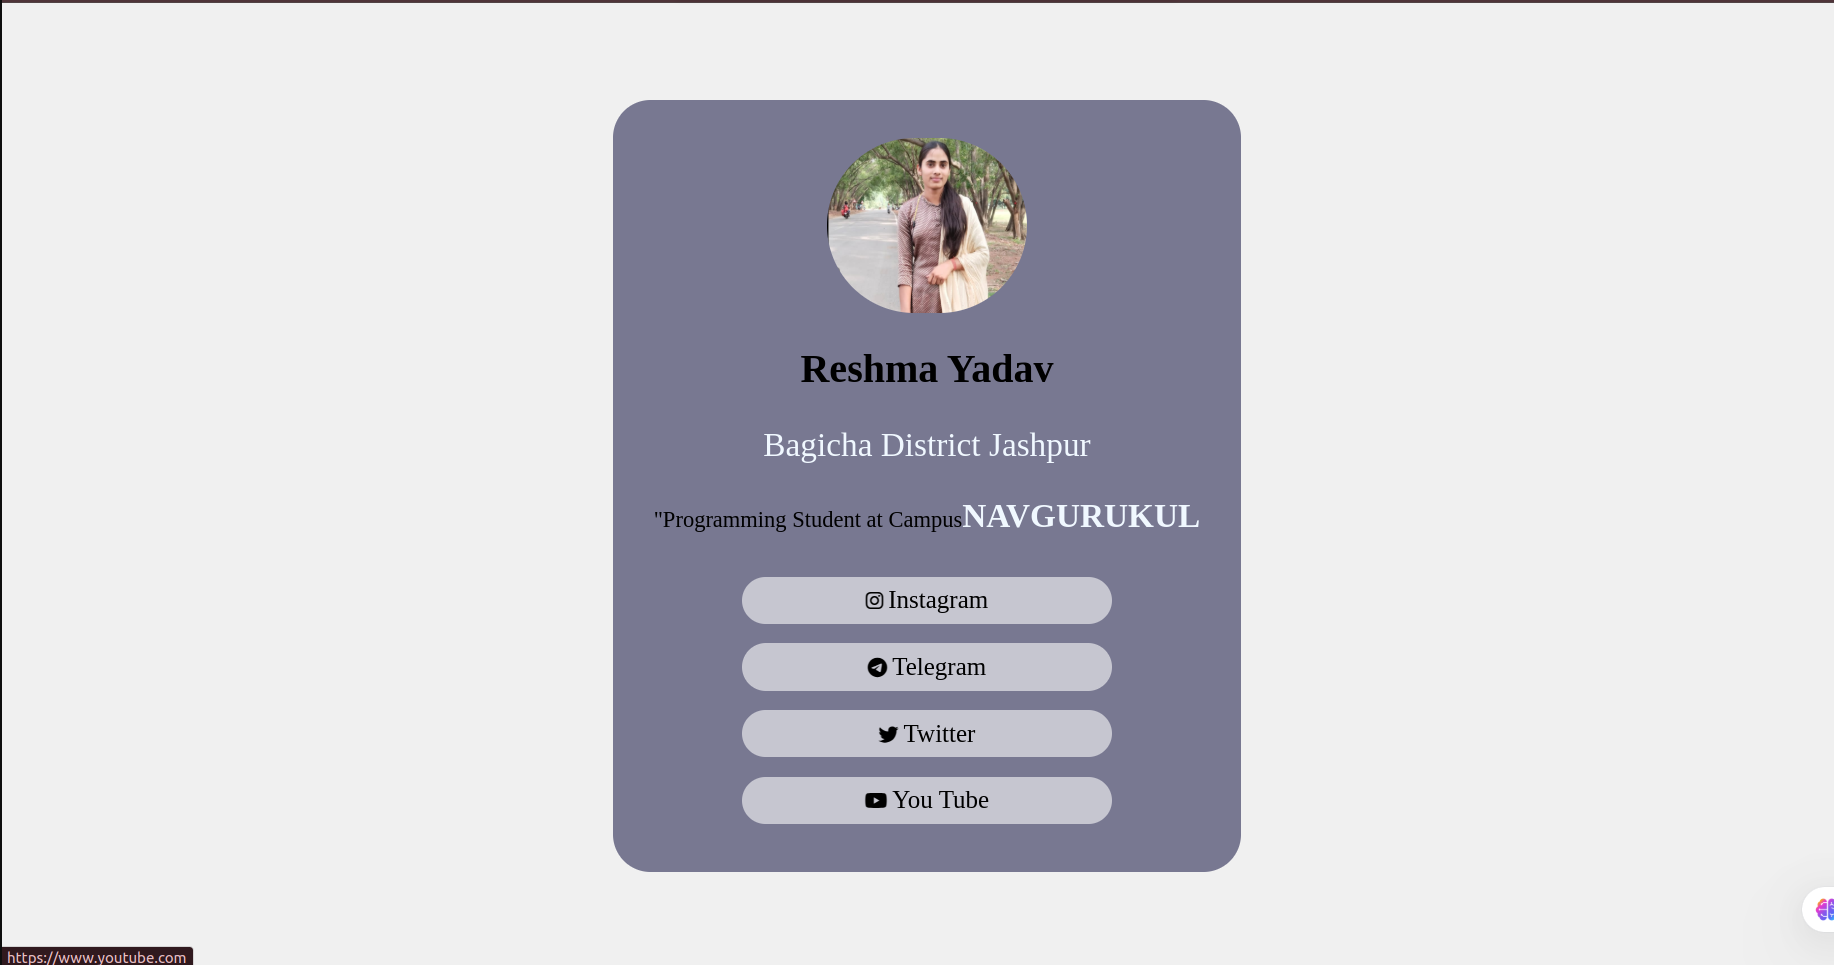 Reshma Yadav
Bagicha District Jashpur
"Programming Student at CampusNAVGURUKUL
Instagram
Telegram
Twitter
You Tube
https://www.youtube.com